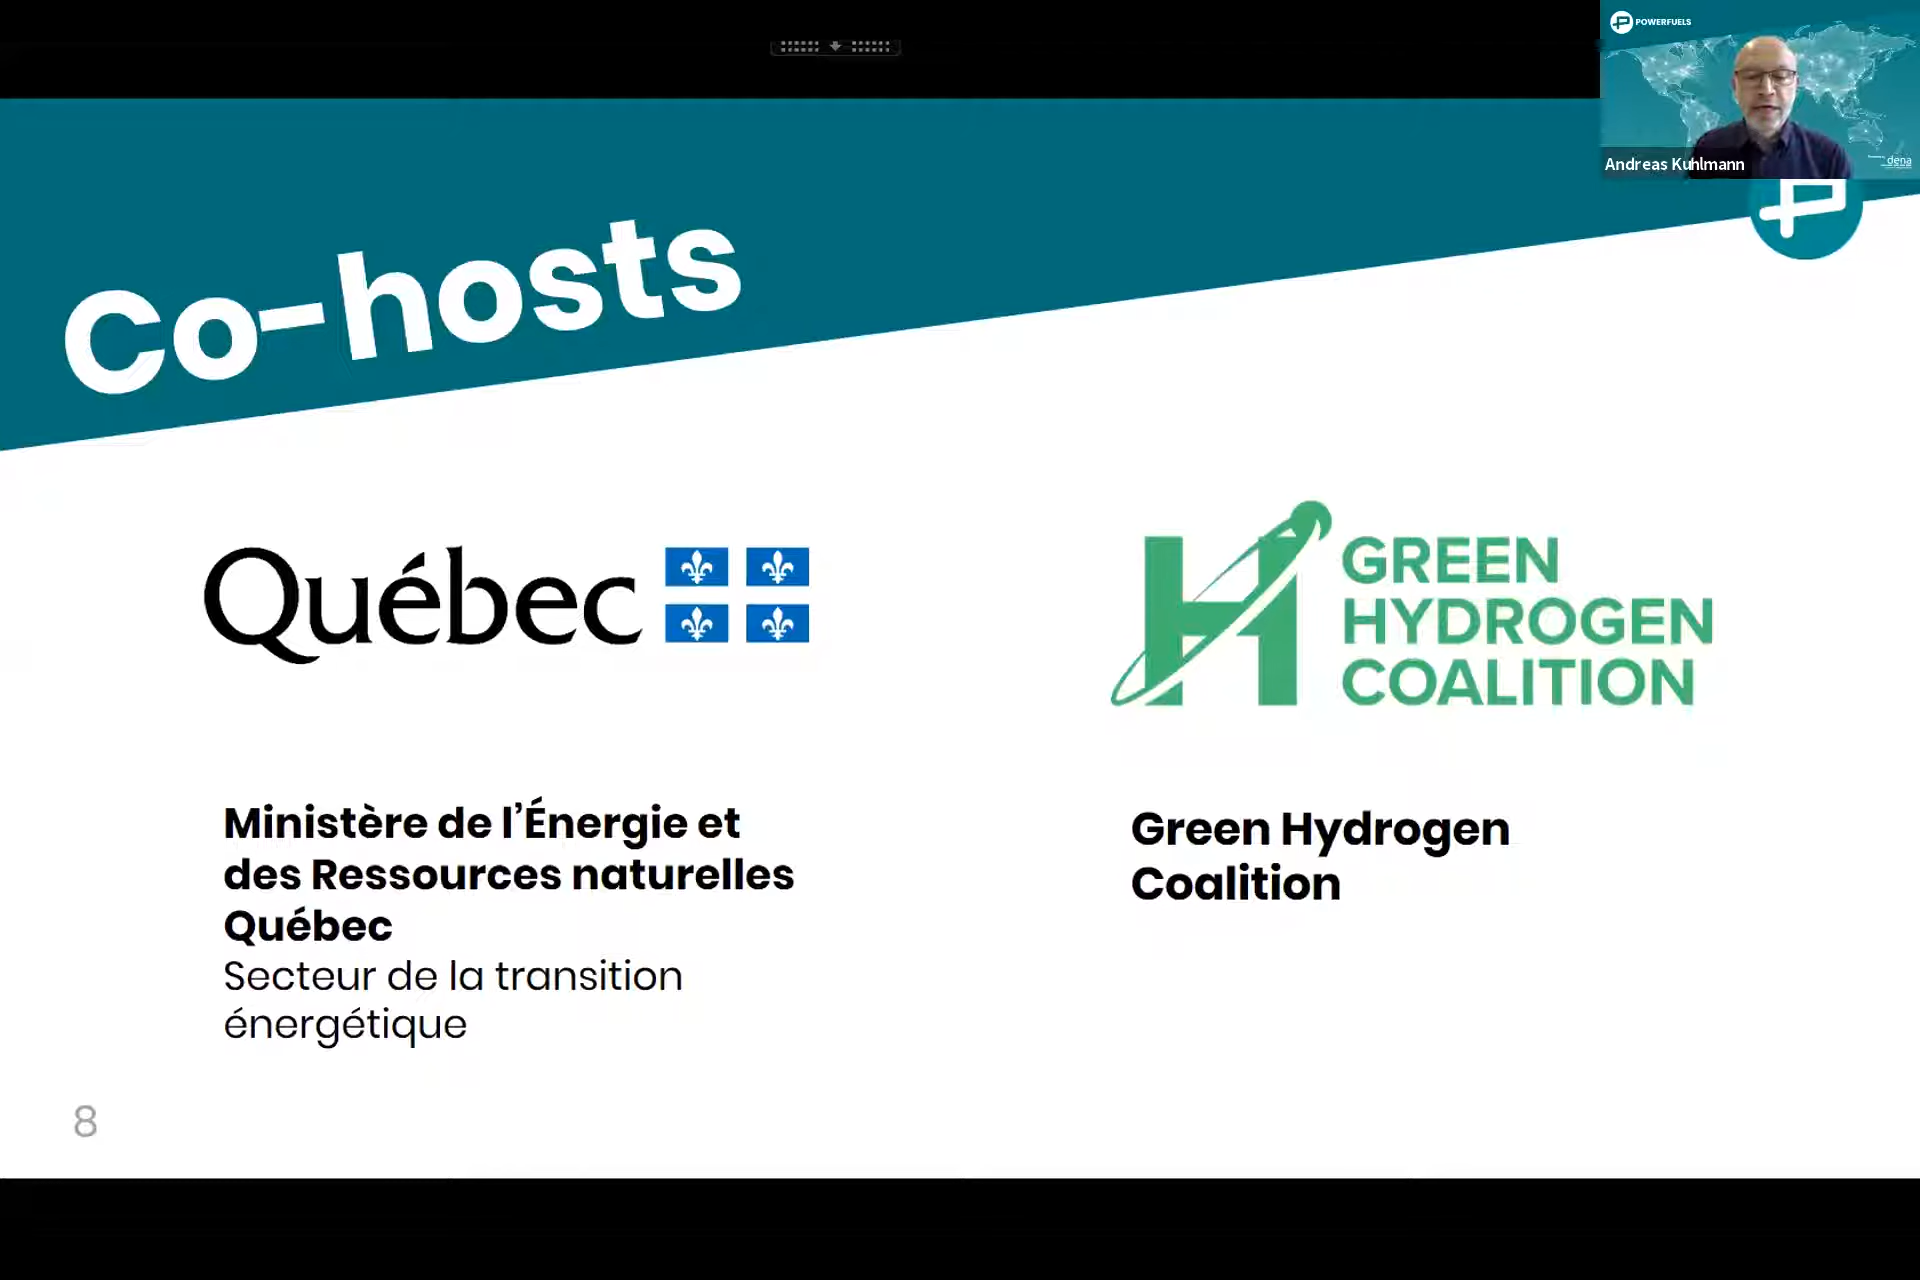 POWERFUELS
Andreas Kuhlmann
dena
Co-hosts
Québec
GREEN
HYDROGEN
COALITION
Ministère de l’Énergie et
des Ressources naturelles
Québec
Secteur de la transition
énergétique
Green Hydrogen
Coalition
8